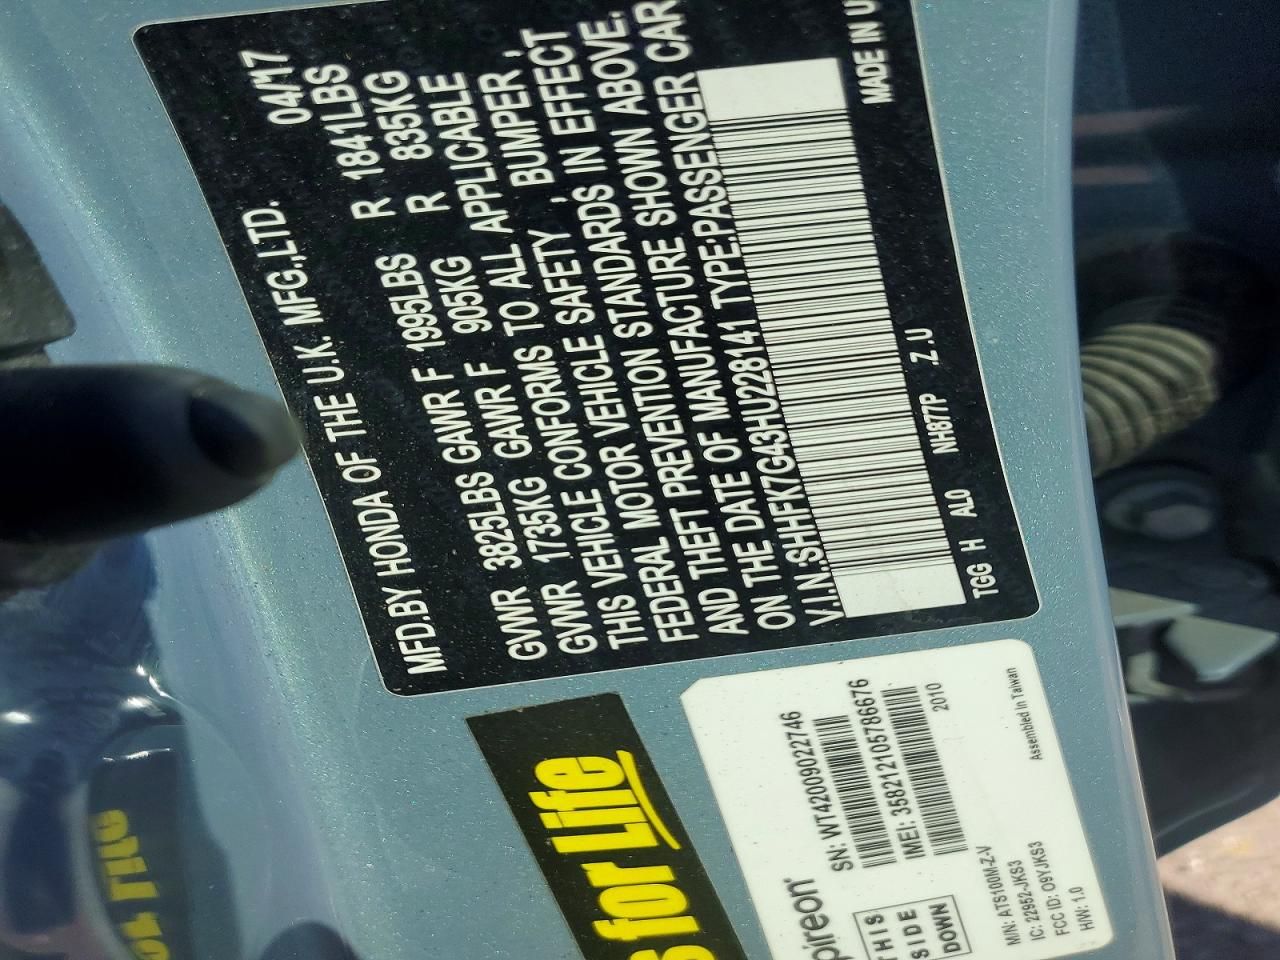 MFD.BY HONDA OF THE U.K. MFG.,LTD. 04/17
GVWR 3825LBS GAWR F 1995LBS R 1841LBS
GVWR 1735KG GAWR F 905KG R 835KG
THIS VEHICLE CONFORMS TO ALL APPLICABLE
FEDERAL MOTOR VEHICLE SAFETY , BUMPER ,
AND THEFT PREVENTION STANDARDS IN EFFECT
ON THE DATE OF MANUFACTURE SHOWN ABOVE.
V.I.N.:SHHFK7G43HU228141 TYPE:PASSENGER CAR
TGG H AL0 NH877P Z.U MADE IN U
for Life
pireon
THIS
SIDE
DOWN
SN: WT42009022746
IMEI: 358212105786676
2010
M/N: ATS100M-Z-V
IC: 22952-JKS3
FCC ID: O9YJKS3
H/W: 1.0
Assembled in Taiwan